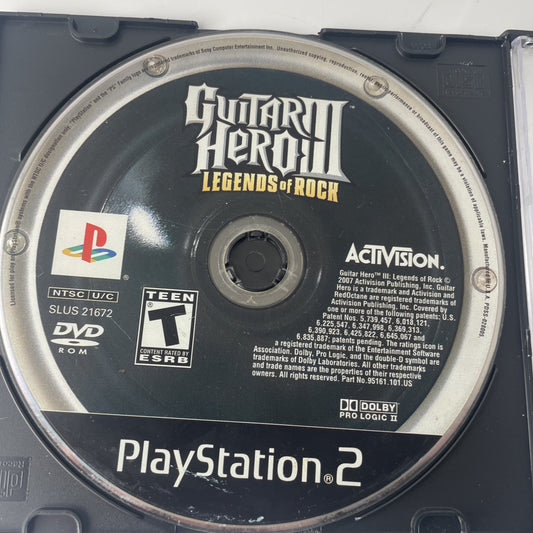 GUITAR
HERO III
LEGENDS of ROCK
NTSC U/C
SLUS 21672
DVD
ROM
TEEN
T
CONTENT RATED BY
ESRB
ACTIVISION.
Guitar Hero™ III: Legends of Rock ©
2007 Activision Publishing, Inc. Guitar
Hero is a trademark and Activision and
RedOctane are registered trademarks of
Activision Publishing, Inc. Covered by
one or more of the following patents: U.S.
Patent Nos. 5,739,457, 6,018,121,
6,225,547, 6,347,998, 6,369,313,
6,390,923, 6,425,822, 6,645,067 and
6,835,887; patents pending. The ratings icon is
a registered trademark of the Entertainment Software
Association. Dolby, Pro Logic, and the double-D symbol are
trademarks of Dolby Laboratories. All other trademarks
and trade names are the properties of their respective
owners. All rights reserved. Part No.95161.101.US
DOLBY
PRO LOGIC II
PlayStation®2